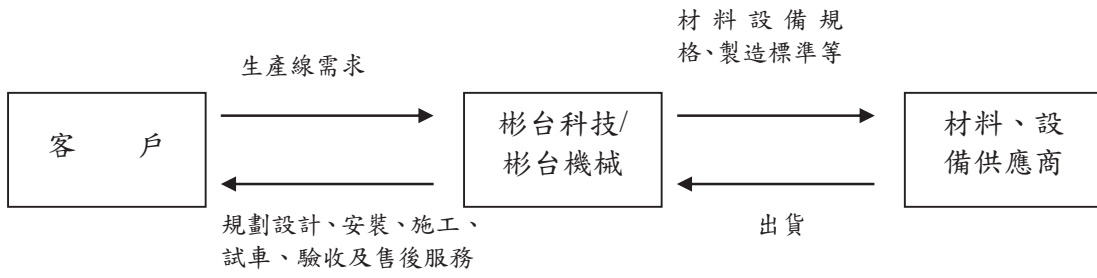 生產線需求
材料設備規
格、製造標準等
客戶
彬台科技/
彬台機械
材料、設
備供應商
規劃設計、安裝、施工、
試車、驗收及售後服務
出貨